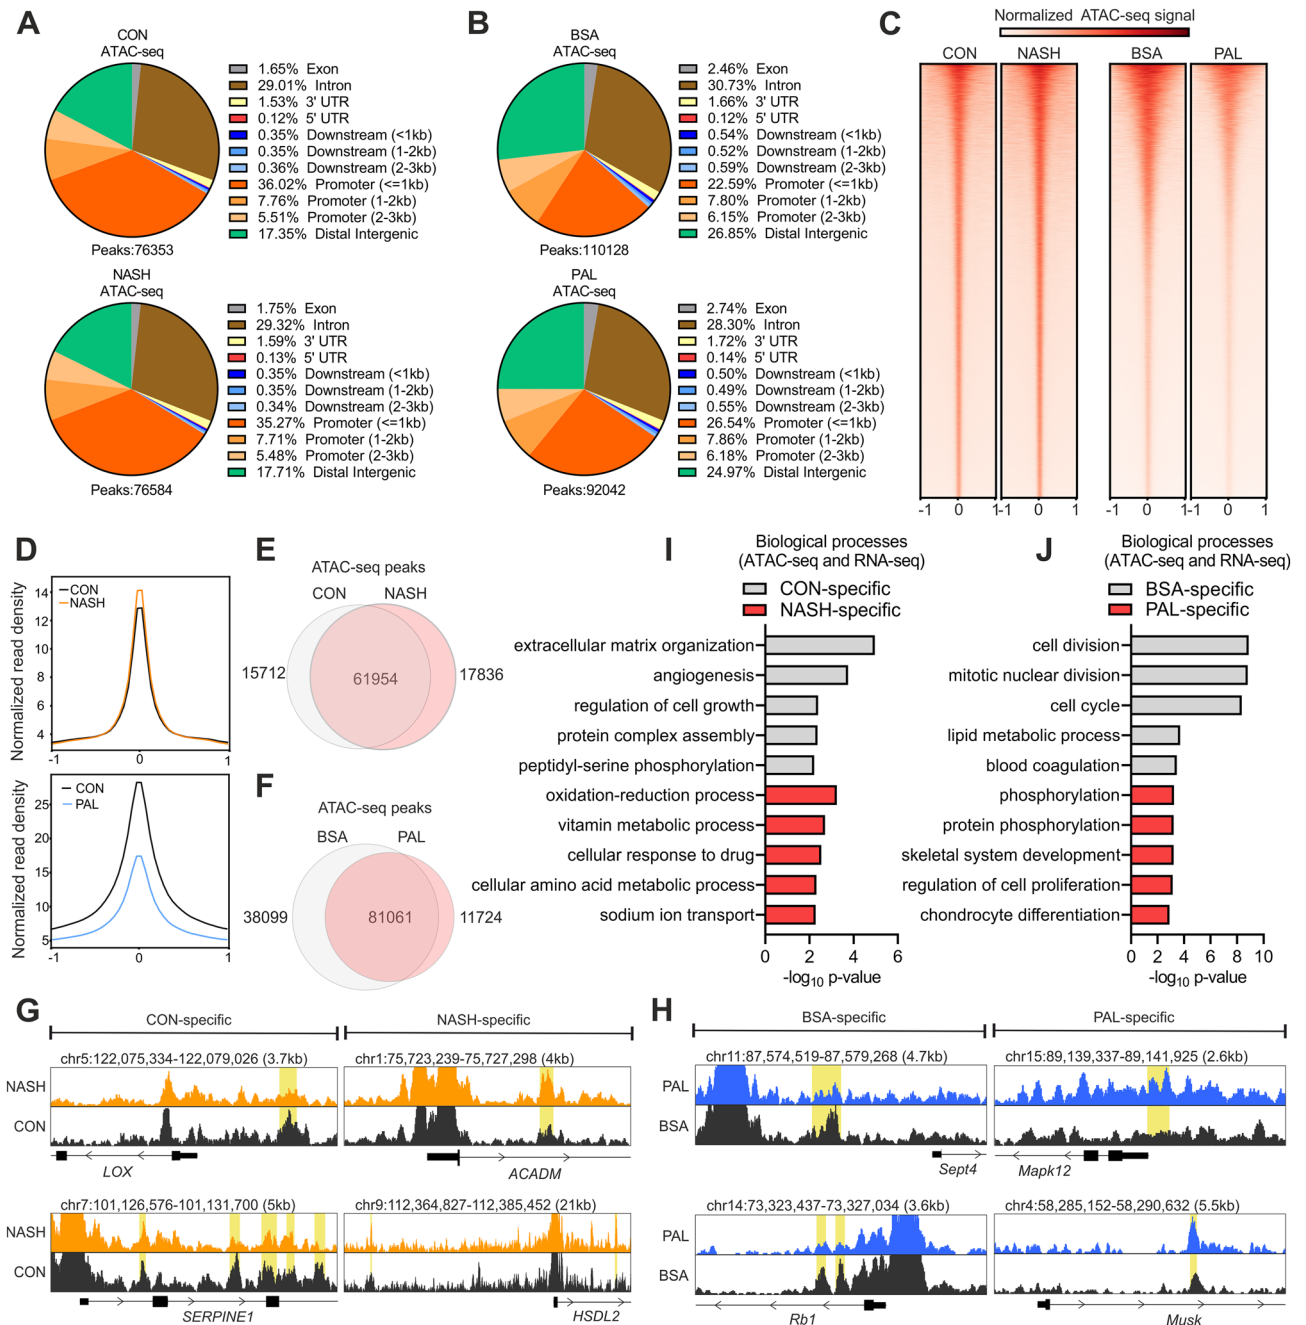 A
CON
ATAC-seq
1.65% Exon
29.01% Intron
1.53% 3' UTR
0.12% 5' UTR
0.35% Downstream (<1kb)
0.35% Downstream (1-2kb)
0.36% Downstream (2-3kb)
36.02% Promoter (<=1kb)
7.76% Promoter (1-2kb)
5.51% Promoter (2-3kb)
17.35% Distal Intergenic
Peaks:76353
NASH
ATAC-seq
1.75% Exon
29.32% Intron
1.59% 3' UTR
0.13% 5' UTR
0.35% Downstream (<1kb)
0.35% Downstream (1-2kb)
0.34% Downstream (2-3kb)
35.27% Promoter (<=1kb)
7.71% Promoter (1-2kb)
5.48% Promoter (2-3kb)
17.71% Distal Intergenic
Peaks:76584
B
BSA
ATAC-seq
2.46% Exon
30.73% Intron
1.66% 3' UTR
0.12% 5' UTR
0.54% Downstream (<1kb)
0.52% Downstream (1-2kb)
0.59% Downstream (2-3kb)
22.59% Promoter (<=1kb)
7.80% Promoter (1-2kb)
6.15% Promoter (2-3kb)
26.85% Distal Intergenic
Peaks:110128
PAL
ATAC-seq
2.74% Exon
28.30% Intron
1.72% 3' UTR
0.14% 5' UTR
0.50% Downstream (<1kb)
0.49% Downstream (1-2kb)
0.55% Downstream (2-3kb)
26.54% Promoter (<=1kb)
7.86% Promoter (1-2kb)
6.18% Promoter (2-3kb)
24.97% Distal Intergenic
Peaks:92042
C
Normalized ATAC-seq signal
CON NASH BSA PAL
-1 0 1 -1 0 1 -1 0 1 -1 0 1
D
Normalized read density
CON
NASH
14
12
10
8
6
4
-1 0 1
Normalized read density
CON
PAL
25
20
15
10
5
-1 0 1
E
ATAC-seq peaks
CON NASH
15712 61954 17836
F
ATAC-seq peaks
BSA PAL
38099 81061 11724
I
Biological processes
(ATAC-seq and RNA-seq)
CON-specific
NASH-specific
extracellular matrix organization
angiogenesis
regulation of cell growth
protein complex assembly
peptidyl-serine phosphorylation
oxidation-reduction process
vitamin metabolic process
cellular response to drug
cellular amino acid metabolic process
sodium ion transport
0 2 4 6
-log10 p-value
J
Biological processes
(ATAC-seq and RNA-seq)
BSA-specific
PAL-specific
cell division
mitotic nuclear division
cell cycle
lipid metabolic process
blood coagulation
phosphorylation
protein phosphorylation
skeletal system development
regulation of cell proliferation
chondrocyte differentiation
0 2 4 6 8 10
-log10 p-value
G
CON-specific NASH-specific
chr5:122,075,334-122,079,026 (3.7kb) chr1:75,723,239-75,727,298 (4kb)
NASH
CON
LOX ACADM
chr7:101,126,576-101,131,700 (5kb) chr9:112,364,827-112,385,452 (21kb)
NASH
CON
SERPINE1 HSDL2
H
BSA-specific PAL-specific
chr11:87,574,519-87,579,268 (4.7kb) chr15:89,139,337-89,141,925 (2.6kb)
PAL
BSA
Sept4 Mapk12
chr14:73,323,437-73,327,034 (3.6kb) chr4:58,285,152-58,290,632 (5.5kb)
PAL
BSA
Rb1 Musk